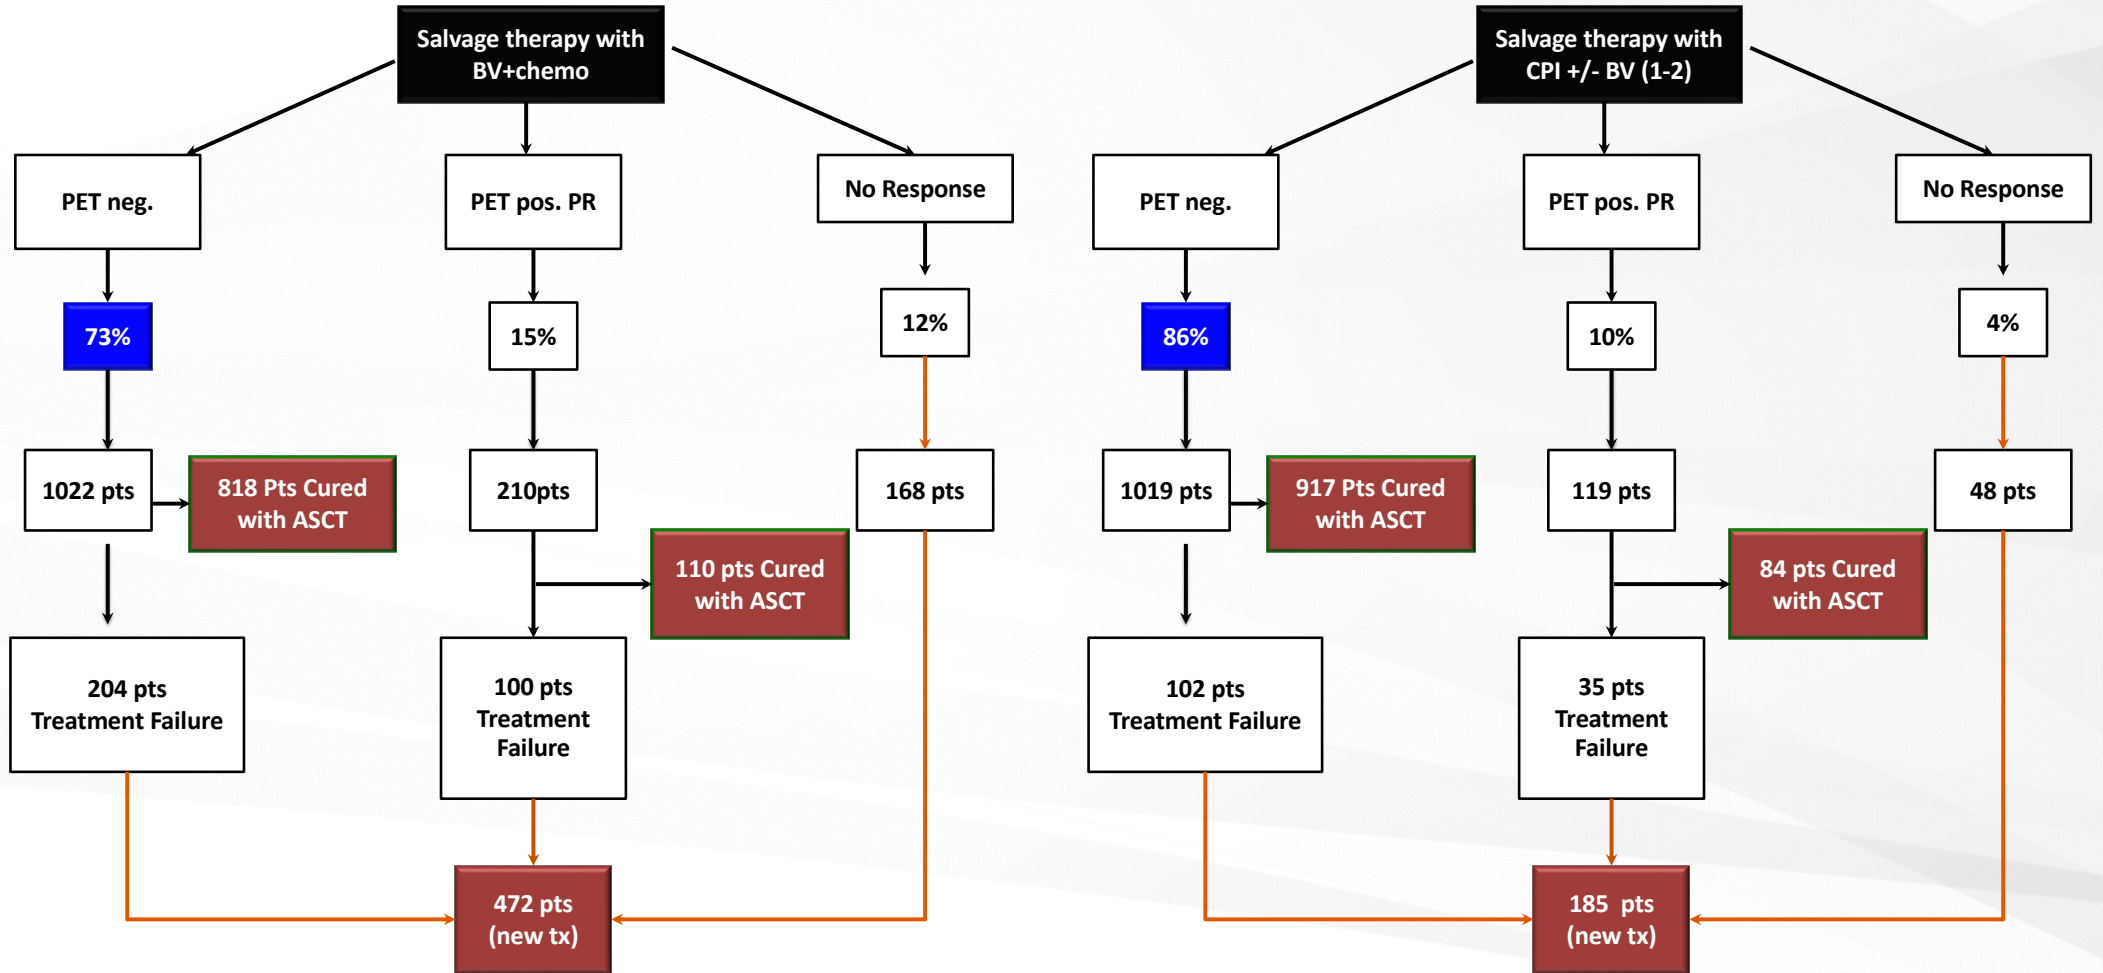 Salvage therapy with
BV+chemo
PET neg.
PET pos. PR
No Response
73%
15%
12%
1022 pts
818 Pts Cured
with ASCT
210pts
168 pts
110 pts Cured
with ASCT
204 pts
Treatment Failure
100 pts
Treatment
Failure
472 pts
(new tx)
Salvage therapy with
CPI +/- BV (1-2)
PET neg.
PET pos. PR
No Response
86%
10%
4%
1019 pts
917 Pts Cured
with ASCT
119 pts
48 pts
84 pts Cured
with ASCT
102 pts
Treatment Failure
35 pts
Treatment
Failure
185 pts
(new tx)